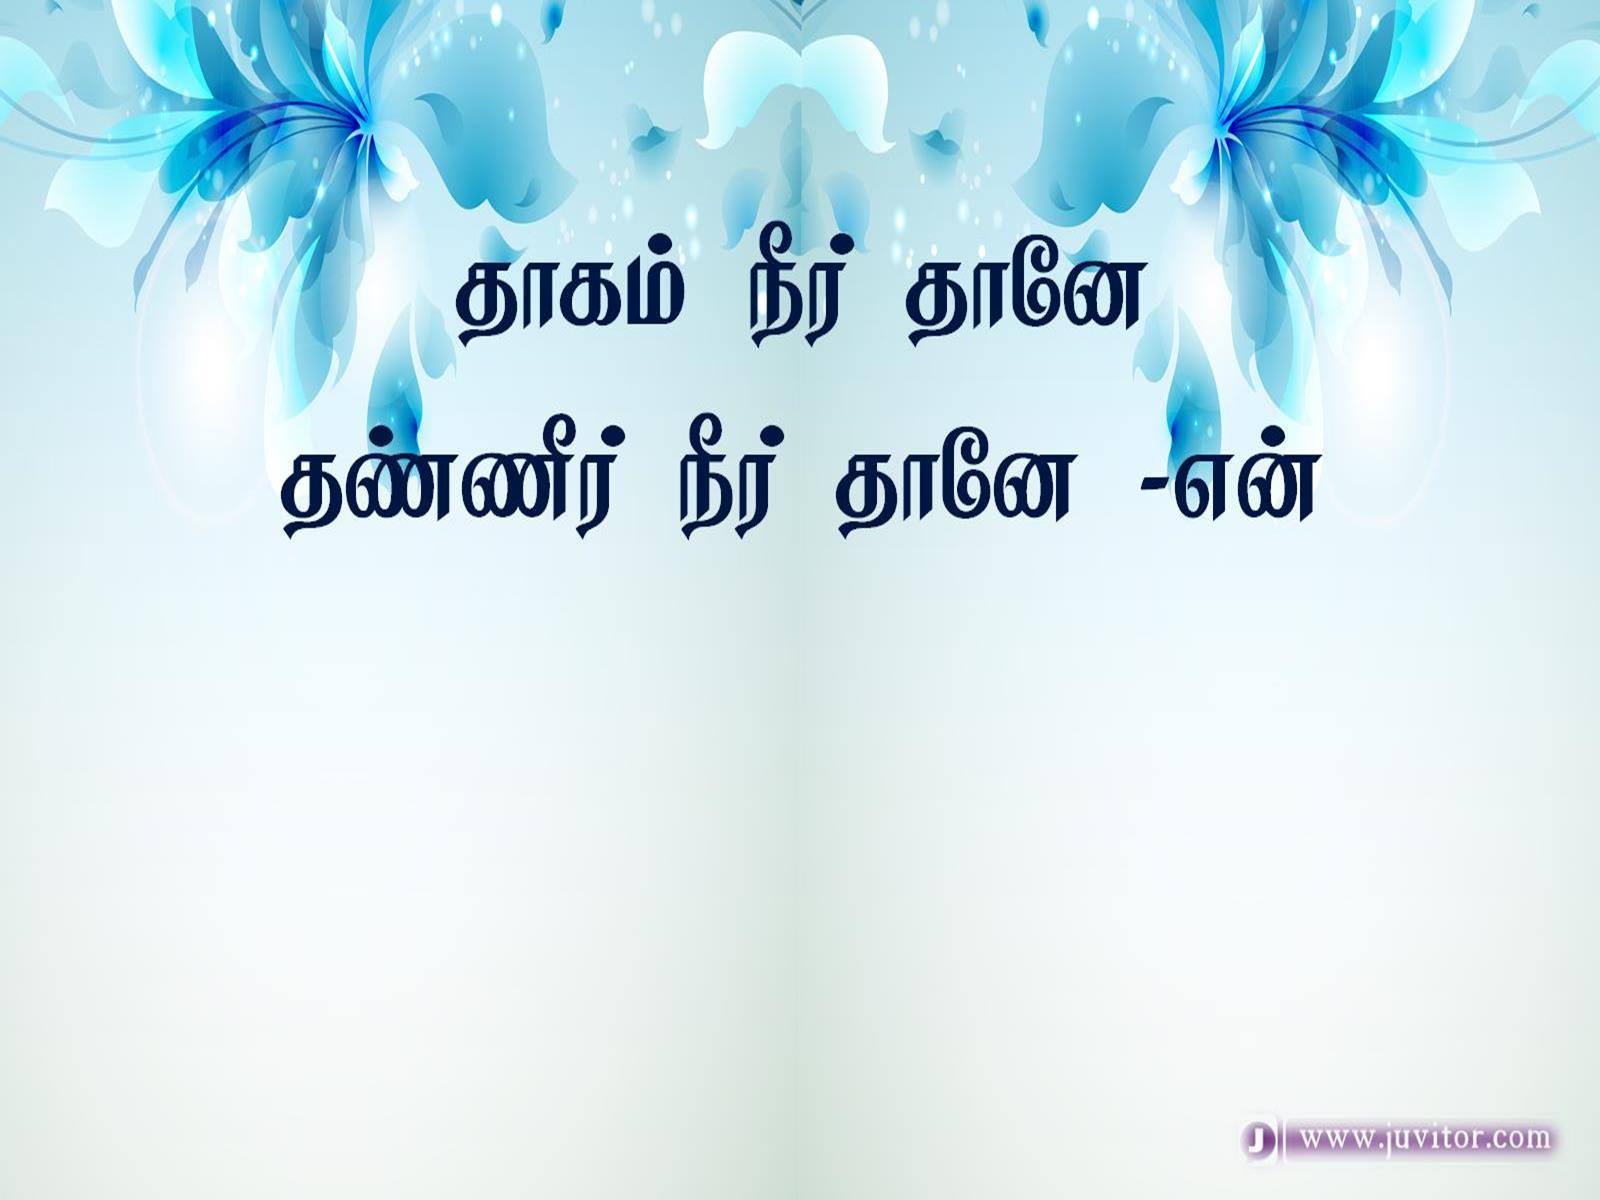 தாகம் நீர் தானே
தண்ணீர் நீர் தானே -என்
J www.juvitor.com